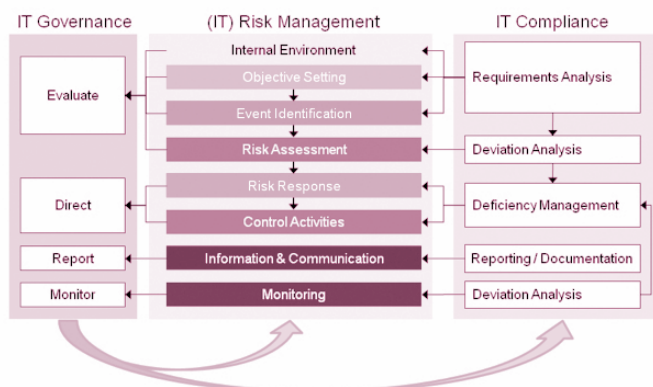 IT Governance
(IT) Risk Management
IT Compliance
Internal Environment
Objective Setting
Requirements Analysis
Evaluate
Event Identification
Risk Assessment
Deviation Analysis
Risk Response
Direct
Deficiency Management
Control Activities
Report
Information & Communication
Reporting / Documentation
Monitor
Monitoring
Deviation Analysis